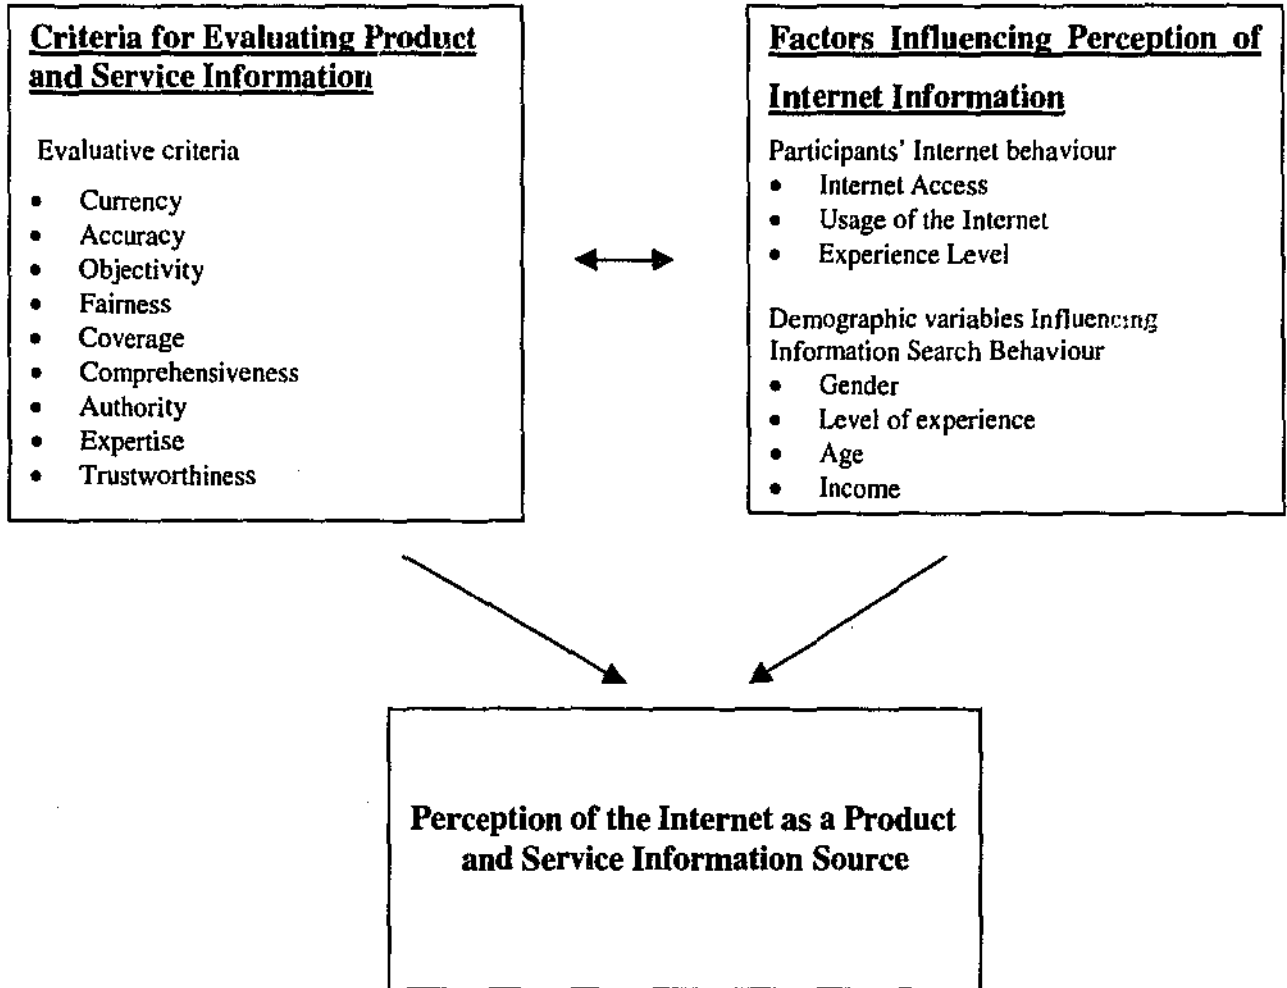 Criteria for Evaluating Product
and Service Information
Evaluative criteria
• Currency
• Accuracy
• Objectivity
• Fairness
• Coverage
• Comprehensiveness
• Authority
• Expertise
• Trustworthiness
Factors Influencing Perception of
Internet Information
Participants' Internet behaviour
• Internet Access
• Usage of the Internet
• Experience Level
Demographic variables Influencing
Information Search Behaviour
• Gender
• Level of experience
• Age
• Income
Perception of the Internet as a Product
and Service Information Source